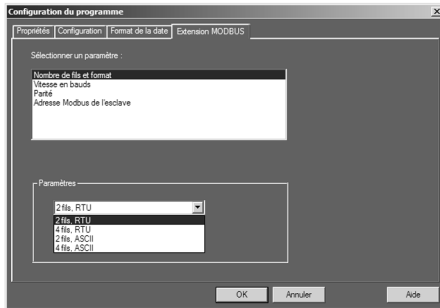 Configuration du programme
Propriétés Configuration Format de la date Extension MODBUS
Sélectionner un paramètre :
Nombre de fils et format
Vitesse en bauds
Parité
Adresse Modbus de l'esclave
Paramètres
2 fils, RTU
2 fils, RTU
4 fils, RTU
2 fils, ASCII
4 fils, ASCII
OK Annuler Aide